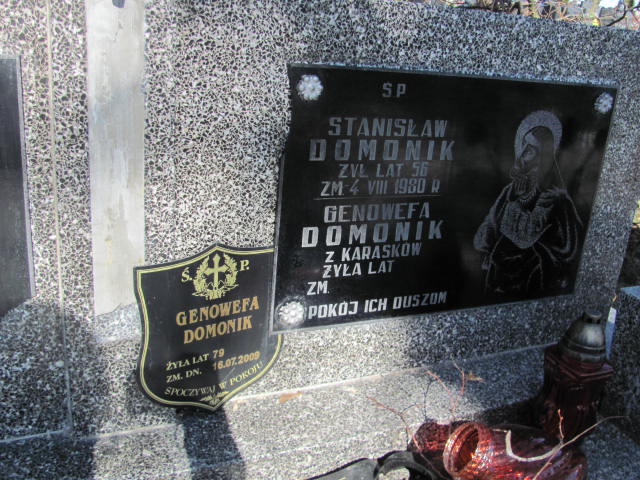 Ś P
STANISŁAW
DOMONIK
ŻYŁ LAT 56
ZM. 4 VIII 1980 R
GENOWEFA
DOMONIK
Z KARASKÓW
ŻYŁA LAT
ZM.
POKÓJ ICH DUSZOM
Ś. P.
GENOWEFA
DOMONIK
ŻYŁA LAT 79
ZM. DN. 16.07.2009
SPOCZYWAJ W POKOJU